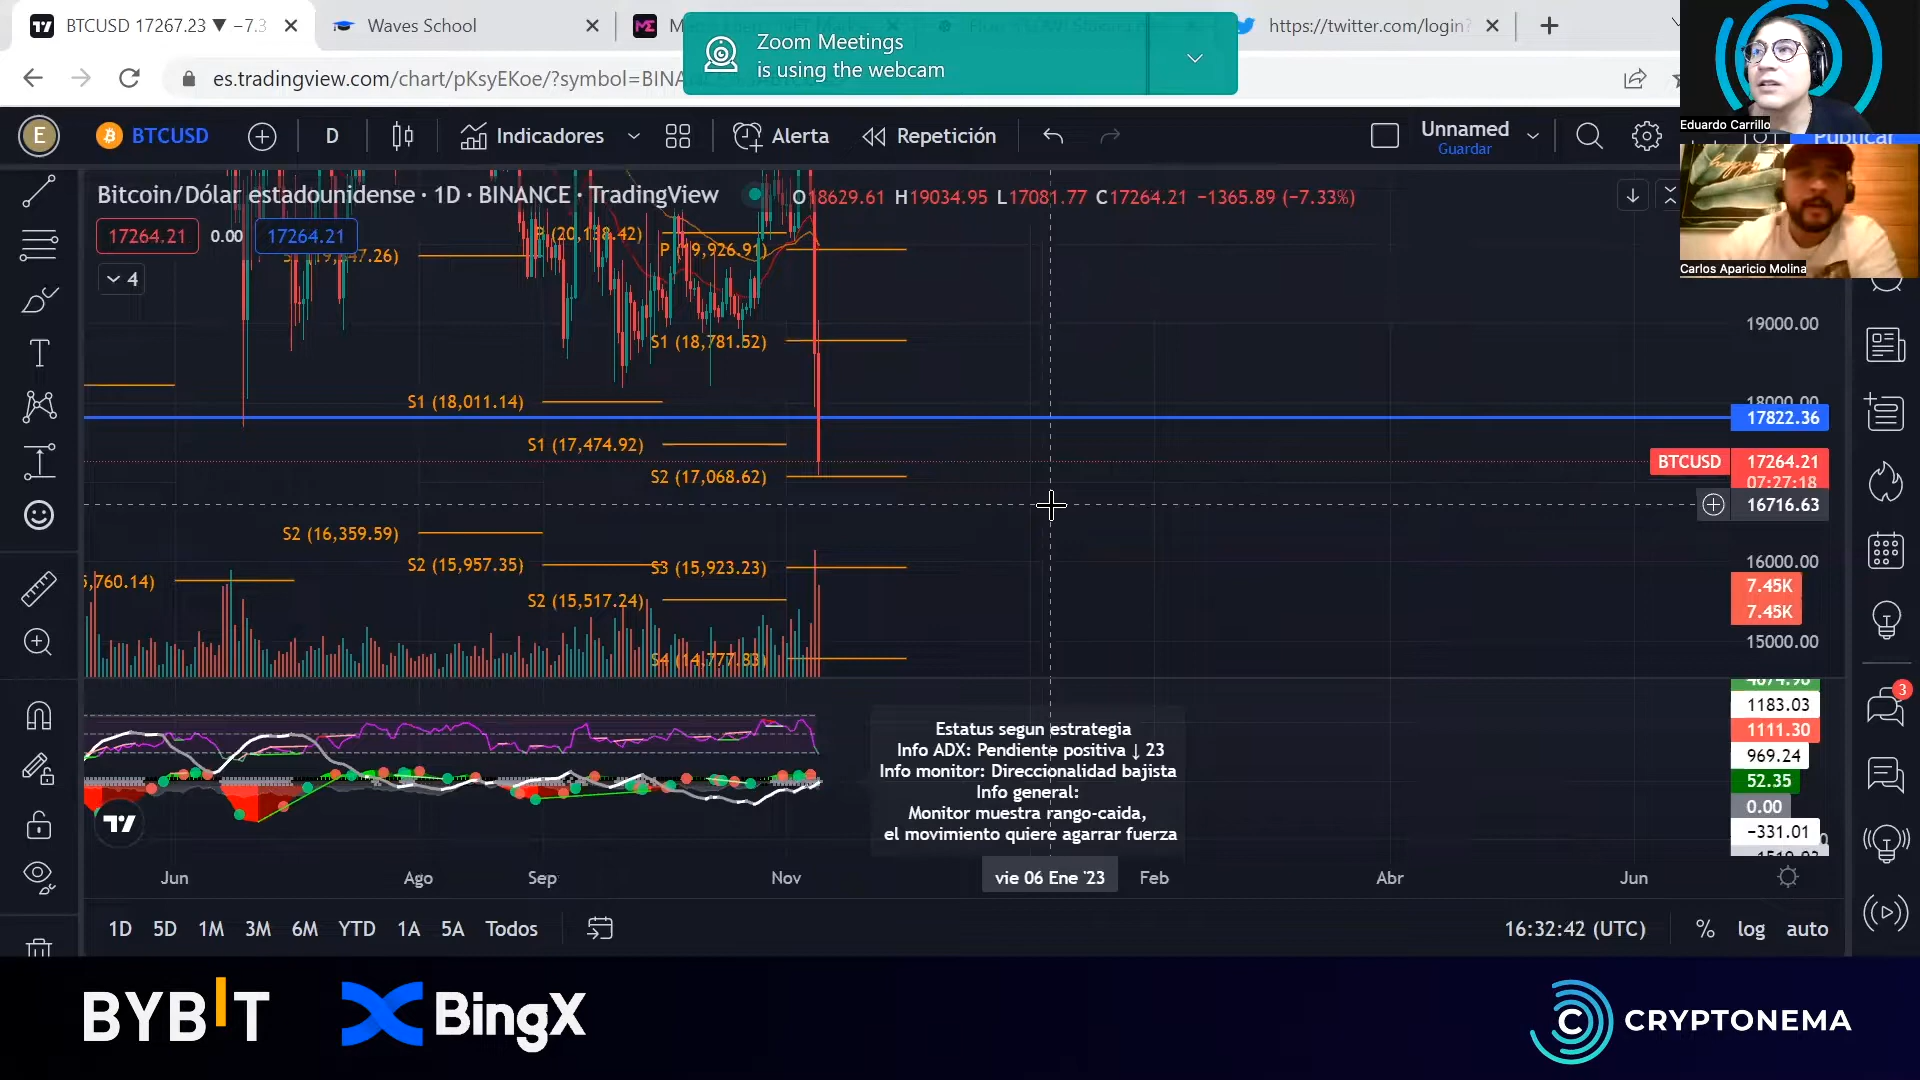 BTCUSD 17267.23 ▼ −7.3
Waves School
https://twitter.com/login?
Zoom Meetings
is using the webcam
es.tradingview.com/chart/pKsyEKoe/?symbol=BINA
Eduardo Carrillo
Carlos Aparicio Molina
E
BTCUSD
D
Indicadores
Alerta
Repetición
Unnamed
Guardar
Publicar
Bitcoin/Dólar estadounidense · 1D · BINANCE · TradingView
O18629.61 H19034.95 L17081.77 C17264.21 −1365.89 (−7.33%)
17264.21
0.00
17264.21
4
P (20,138.42)
P (19,926.91)
19000.00
S1 (18,781.52)
S1 (18,011.14)
18000.00
17822.36
S1 (17,474.92)
BTCUSD
17264.21
07:27:18
S2 (17,068.62)
16716.63
S2 (16,359.59)
S2 (15,957.35)
S3 (15,923.23)
16000.00
5,760.14)
7.45K
7.45K
S2 (15,517.24)
15000.00
S4 (14,777.83)
1183.03
1111.30
969.24
52.35
0.00
−331.01
3
Estatus segun estrategia
Info ADX: Pendiente positiva ↓ 23
Info monitor: Direccionalidad bajista
Info general:
Monitor muestra rango-caida,
el movimiento quiere agarrar fuerza
Jun
Ago
Sep
Nov
vie 06 Ene '23
Feb
Abr
Jun
1D 5D 1M 3M 6M YTD 1A 5A Todos
16:32:42 (UTC)
% log auto
BYBIT
BingX
CRYPTONEMA